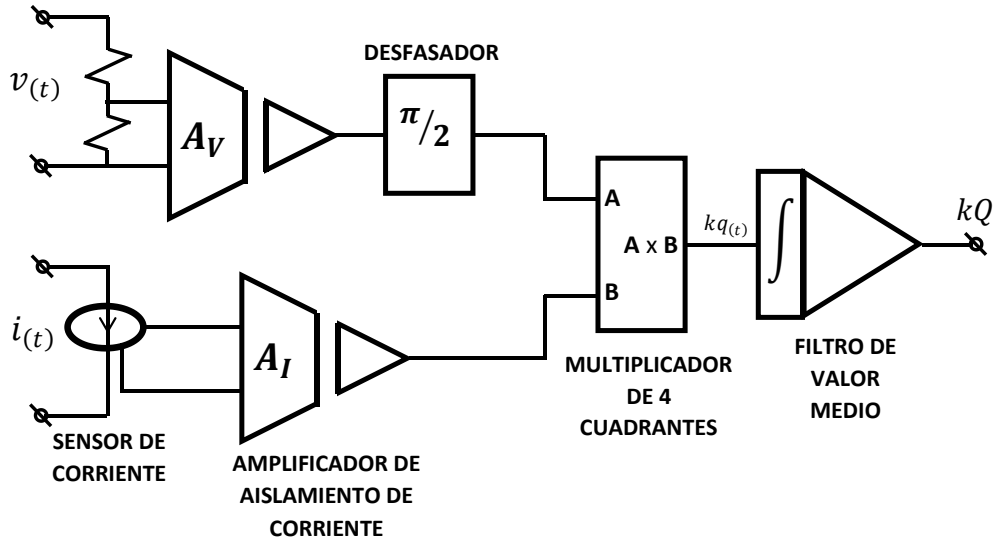 DESFASADOR
v(t)
A_V
π/2
A
kq(t)
kQ
A x B
∫
B
i(t)
A_I
SENSOR DE
CORRIENTE
AMPLIFICADOR DE
AISLAMIENTO DE
CORRIENTE
MULTIPLICADOR
DE 4
CUADRANTES
FILTRO DE
VALOR
MEDIO